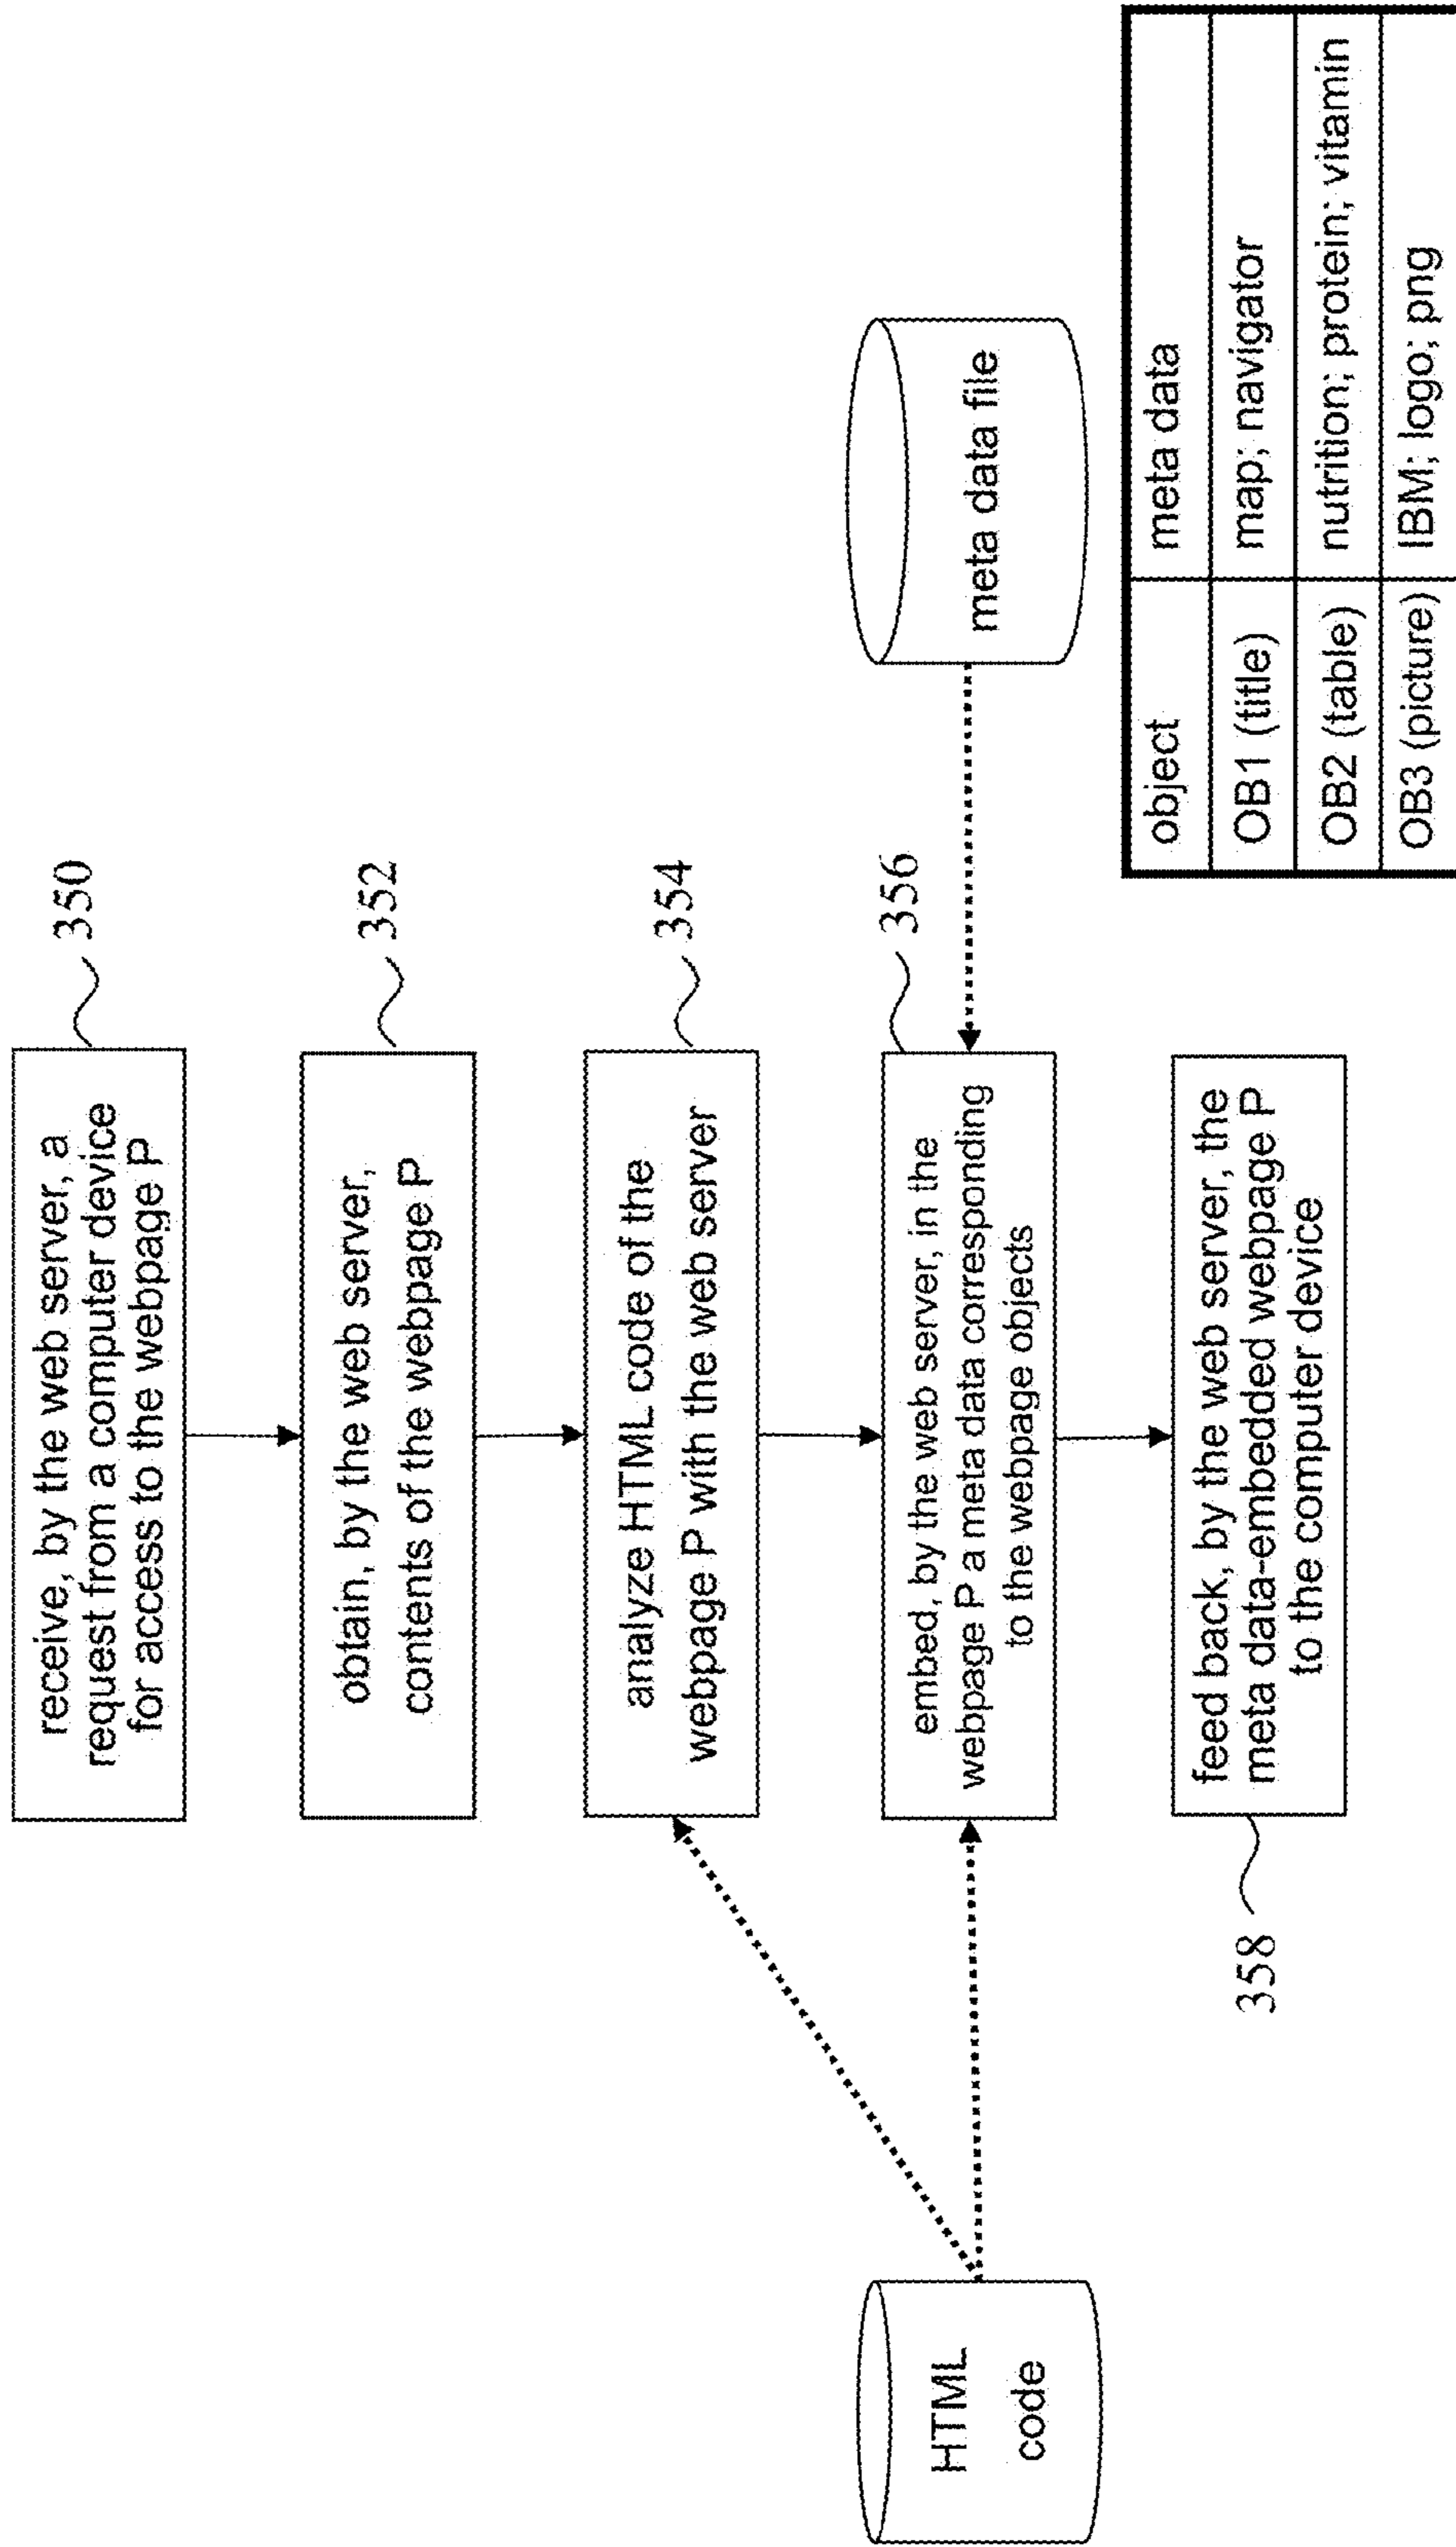 receive, by the web server, a
request from a computer device
for access to the webpage P
350
obtain, by the web server,
contents of the webpage P
352
analyze HTML code of the
webpage P with the web server
354
embed, by the web server, in the
webpage P a meta data corresponding
to the webpage objects
356
feed back, by the web server, the
meta data-embedded webpage P
to the computer device
358
HTML
code
meta data file
object meta data
OB1 (title) map; navigator
OB2 (table) nutrition; protein; vitamin
OB3 (picture) IBM; logo; png